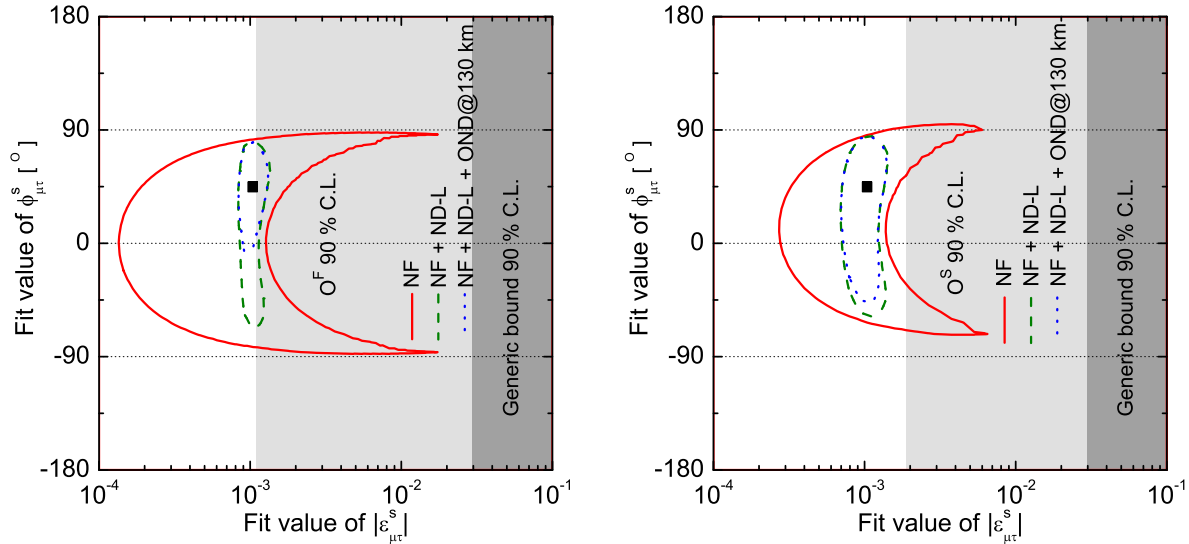 180
90
0
-90
-180
Fit value of ϕ^s_μτ [ ^O ]
10^-4
10^-3
10^-2
10^-1
Fit value of |ε^s_μτ|
O^F 90 % C.L.
NF
NF + ND-L
NF + ND-L + OND@130 km
Generic bound 90 % C.L.
180
90
0
-90
-180
Fit value of ϕ^s_μτ [ ^O ]
10^-4
10^-3
10^-2
10^-1
Fit value of |ε^s_μτ|
O^S 90 % C.L.
NF
NF + ND-L
NF + ND-L + OND@130 km
Generic bound 90 % C.L.